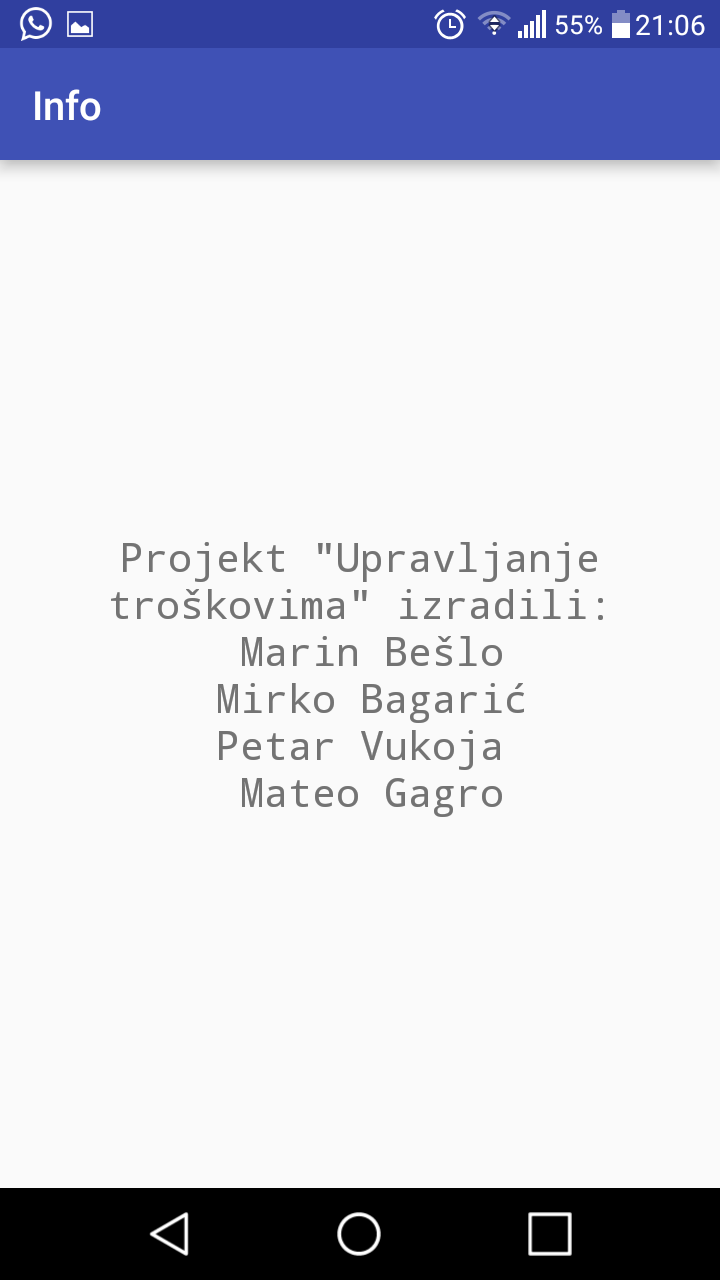 55% 21:06
Info
Projekt "Upravljanje
troškovima" izradili:
Marin Bešlo
Mirko Bagarić
Petar Vukoja
Mateo Gagro